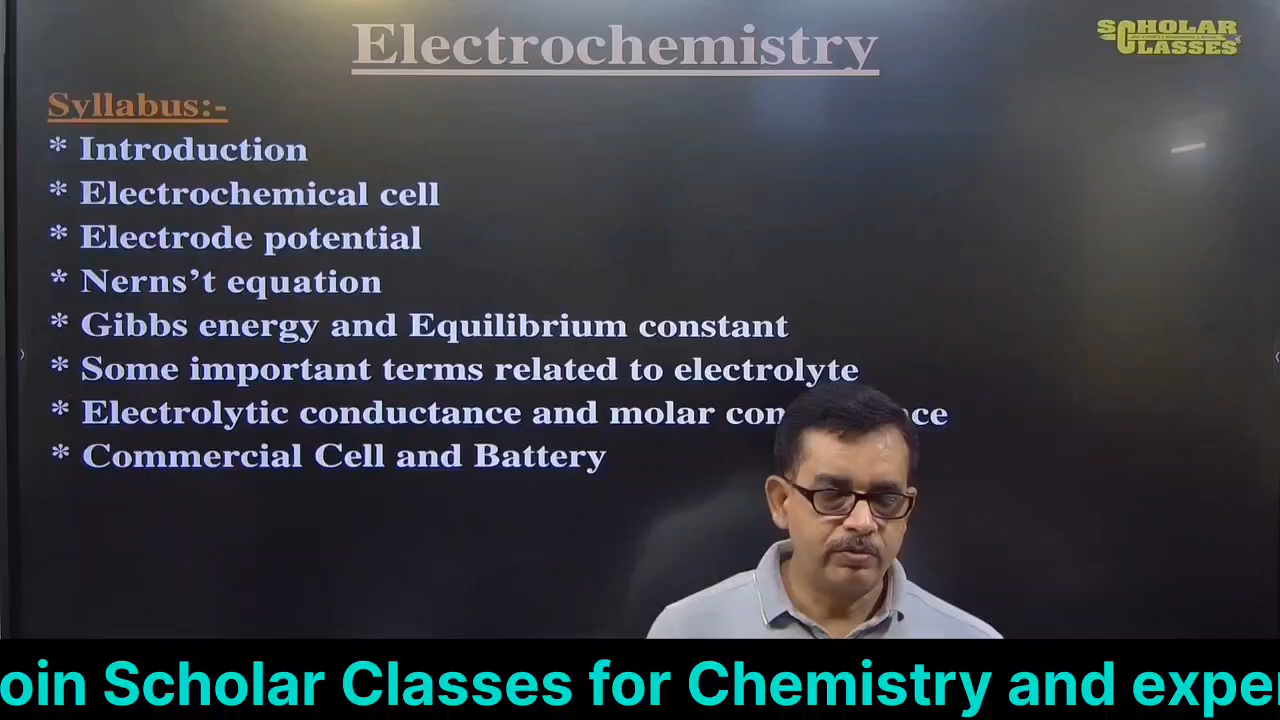 Electrochemistry
SCHOLAR
CLASSES
Syllabus:-
* Introduction
* Electrochemical cell
* Electrode potential
* Nerns’t equation
* Gibbs energy and Equilibrium constant
* Some important terms related to electrolyte
* Electrolytic conductance and molar con nce
* Commercial Cell and Battery
oin Scholar Classes for Chemistry and exper